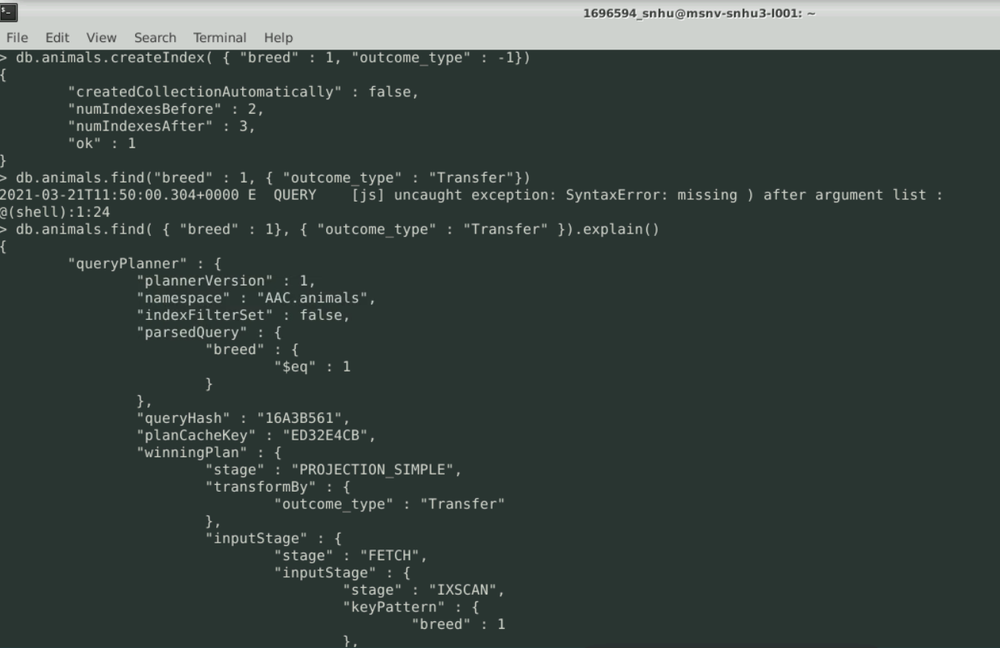 1696594_snhu@msnv-snhu3-l001: ~
File Edit View Search Terminal Help
> db.animals.createIndex( { "breed" : 1, "outcome_type" : -1})
{
        "createdCollectionAutomatically" : false,
        "numIndexesBefore" : 2,
        "numIndexesAfter" : 3,
        "ok" : 1
}
> db.animals.find("breed" : 1, { "outcome_type" : "Transfer"})
2021-03-21T11:50:00.304+0000 E  QUERY    [js] uncaught exception: SyntaxError: missing ) after argument list :
@(shell):1:24
> db.animals.find( { "breed" : 1}, { "outcome_type" : "Transfer" }).explain()
{
        "queryPlanner" : {
                "plannerVersion" : 1,
                "namespace" : "AAC.animals",
                "indexFilterSet" : false,
                "parsedQuery" : {
                        "breed" : {
                                "$eq" : 1
                        }
                },
                "queryHash" : "16A3B561",
                "planCacheKey" : "ED32E4CB",
                "winningPlan" : {
                        "stage" : "PROJECTION_SIMPLE",
                        "transformBy" : {
                                "outcome_type" : "Transfer"
                        },
                        "inputStage" : {
                                "stage" : "FETCH",
                                "inputStage" : {
                                        "stage" : "IXSCAN",
                                        "keyPattern" : {
                                                "breed" : 1
                                        },